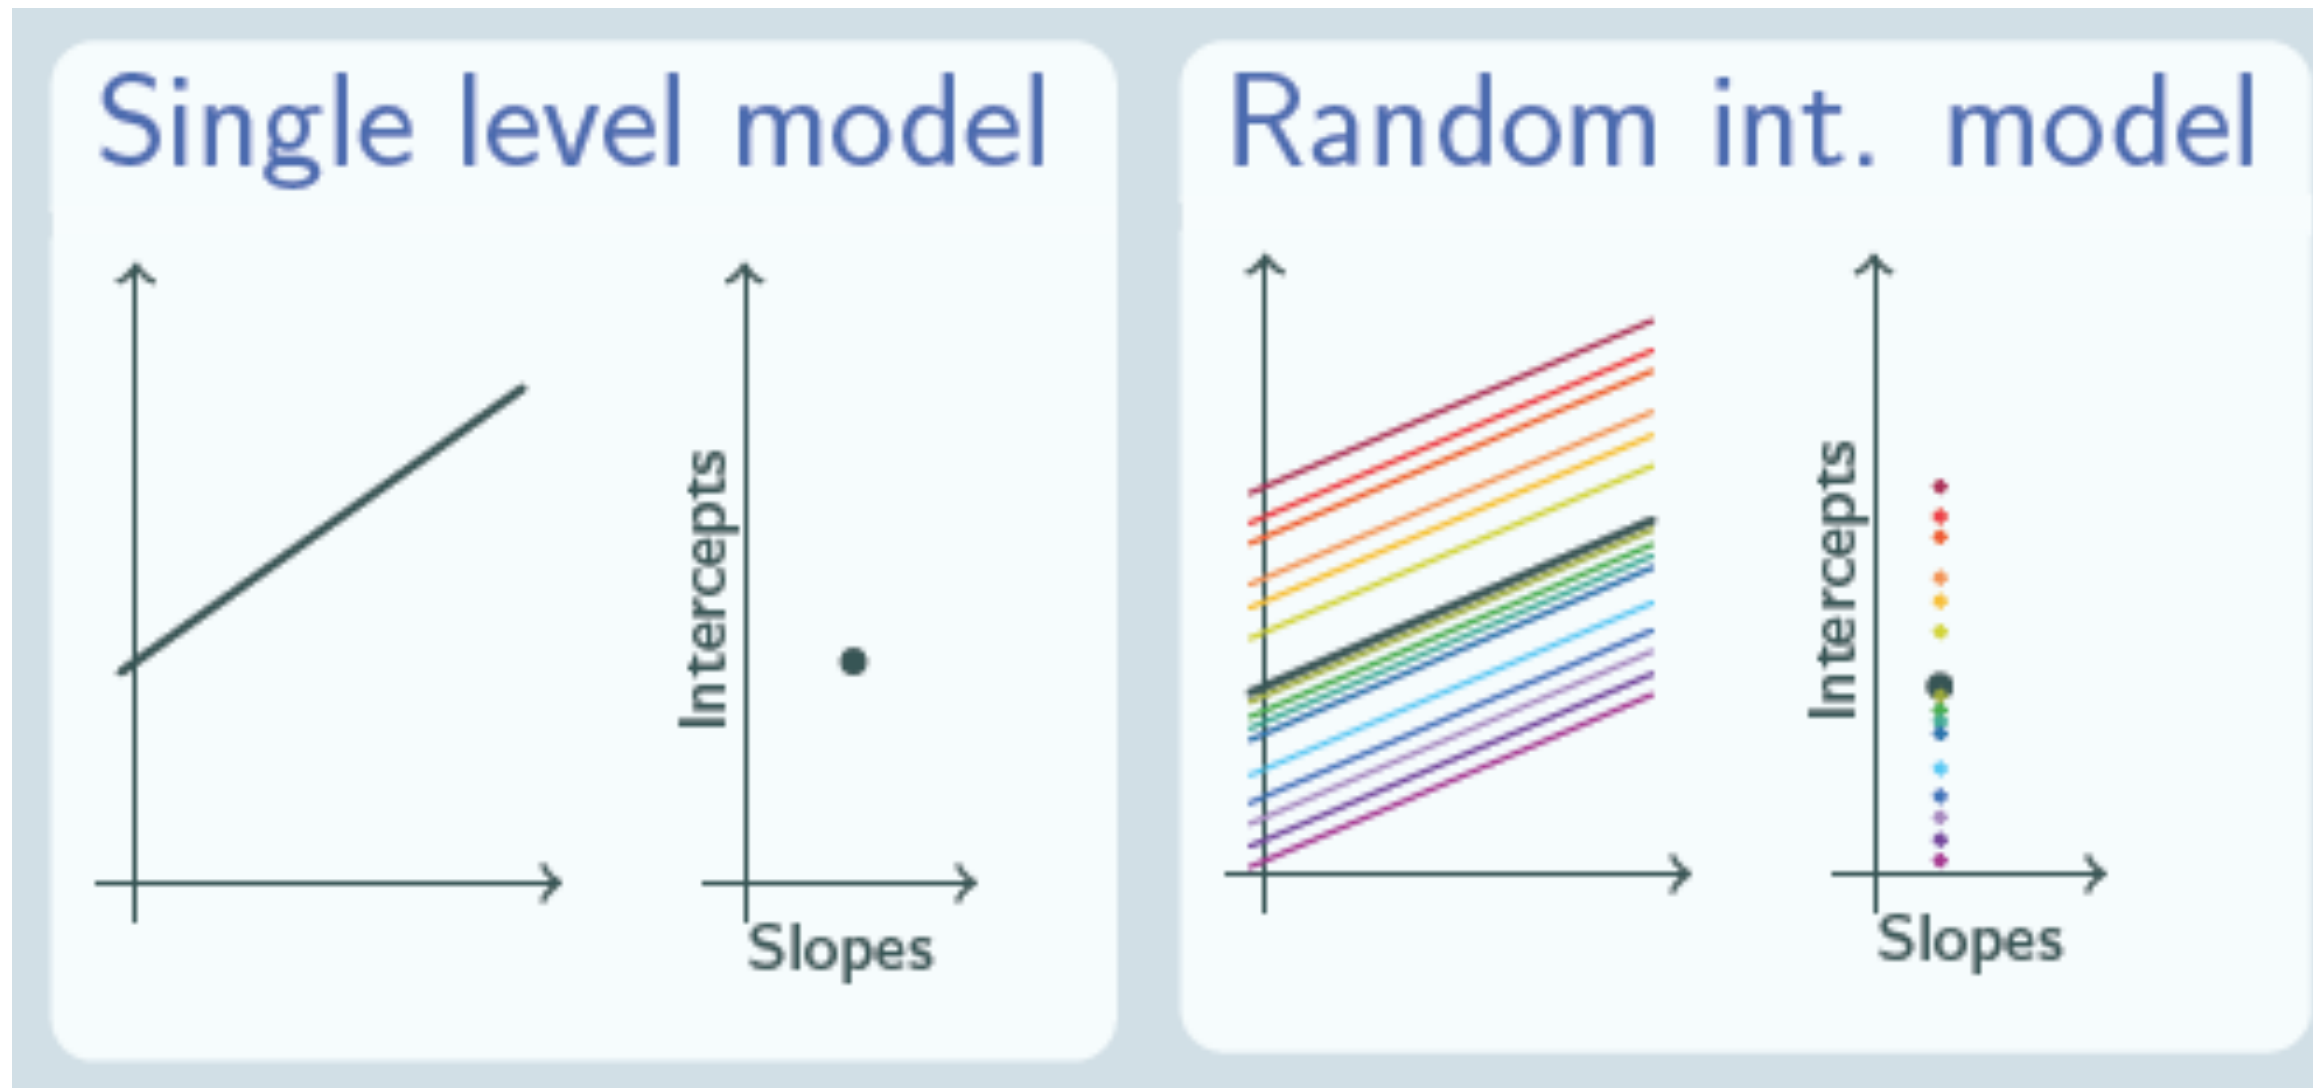 Single level model
Intercepts
Slopes
Random int. model
Intercepts
Slopes